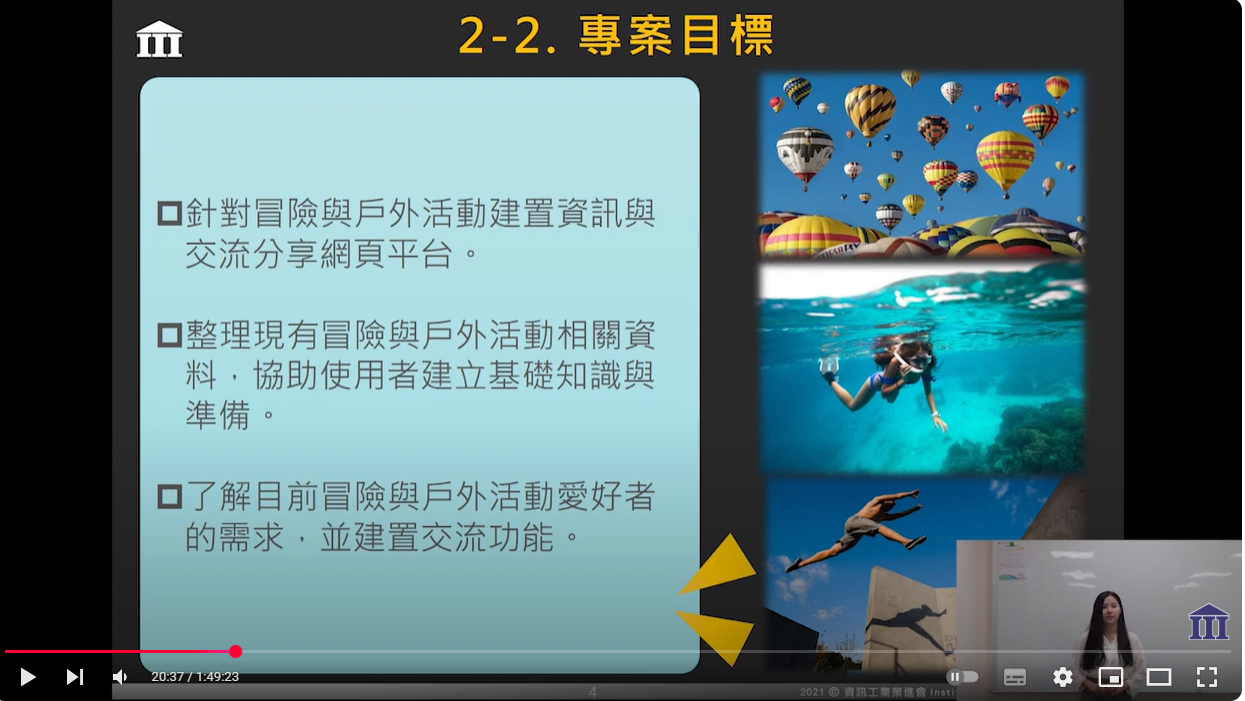 2-2. 專案目標
針對冒險與戶外活動建置資訊與
交流分享網頁平台。
整理現有冒險與戶外活動相關資
料，協助使用者建立基礎知識與
準備。
了解目前冒險與戶外活動愛好者
的需求，並建置交流功能。
20:37 / 1:49:23
4
2021 © 資訊工業策進會 Insti